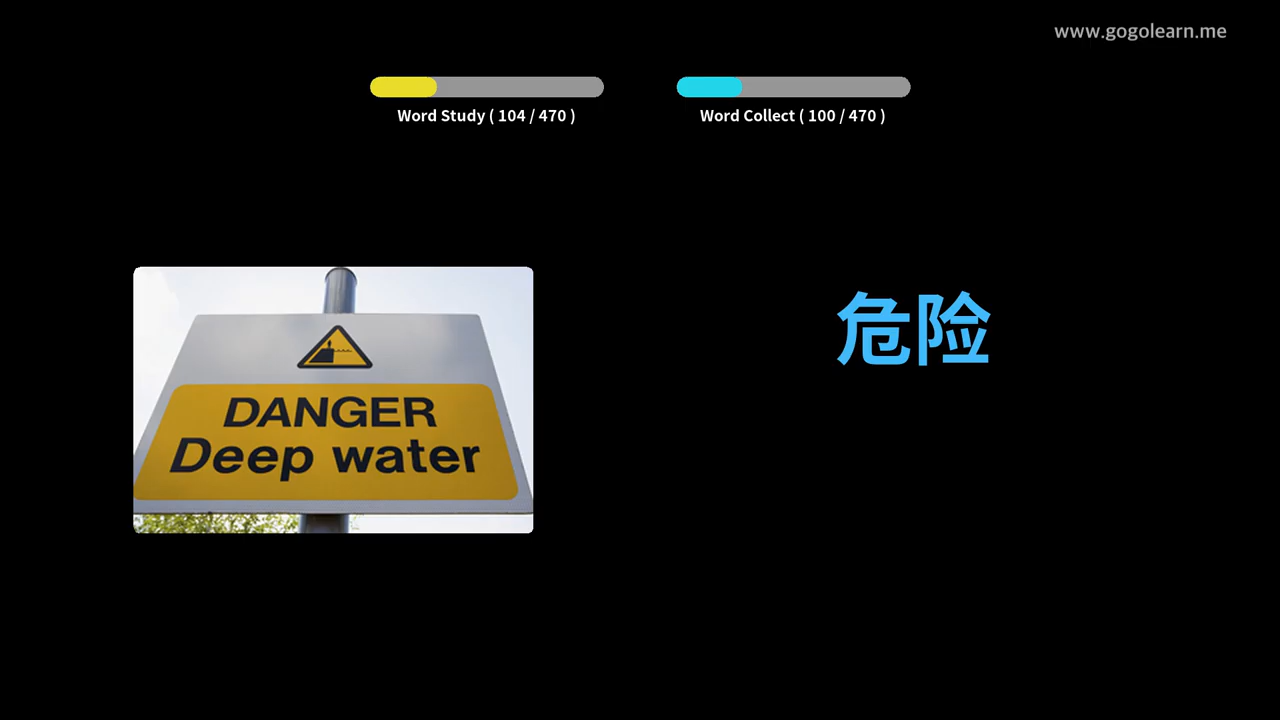 www.gogolearn.me
Word Study ( 104 / 470 )
Word Collect ( 100 / 470 )
危险
DANGER
Deep water